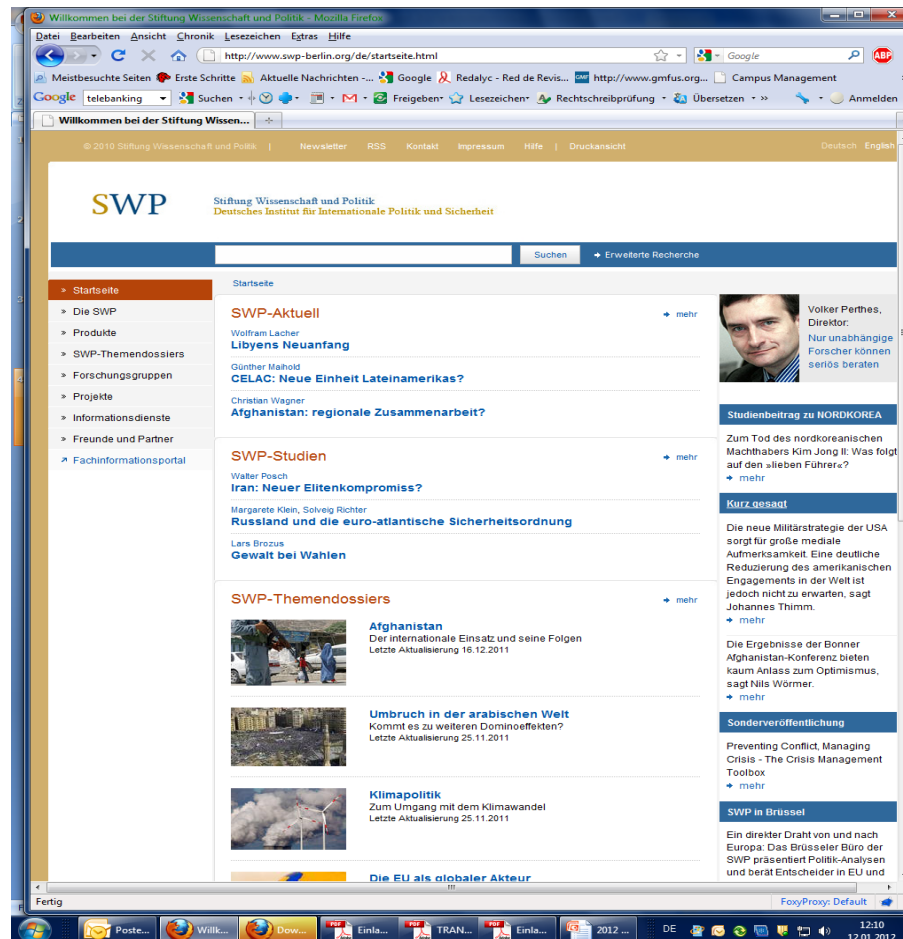 Willkommen bei der Stiftung Wissenschaft und Politik - Mozilla Firefox
Datei Bearbeiten Ansicht Chronik Lesezeichen Extras Hilfe
http://www.swp-berlin.org/de/startseite.html
Google
ABP
Meistbesuchte Seiten Erste Schritte Aktuelle Nachrichten -... Google Redalyc - Red de Revis... http://www.gmfus.org... Campus Management
Google telebanking Suchen Freigeben Lesezeichen Rechtschreibprüfung Übersetzen Anmelden
Willkommen bei der Stiftung Wissen...
© 2010 Stiftung Wissenschaft und Politik | Newsletter RSS Kontakt Impressum Hilfe | Druckansicht Deutsch English
SWP
Stiftung Wissenschaft und Politik
Deutsches Institut für Internationale Politik und Sicherheit
Suchen Erweiterte Recherche
» Startseite
» Die SWP
» Produkte
» SWP-Themendossiers
» Forschungsgruppen
» Projekte
» Informationsdienste
» Freunde und Partner
Fachinformationsportal
Startseite
SWP-Aktuell
mehr
Wolfram Lacher
Libyens Neuanfang
Günther Maihold
CELAC: Neue Einheit Lateinamerikas?
Christian Wagner
Afghanistan: regionale Zusammenarbeit?
SWP-Studien
mehr
Walter Posch
Iran: Neuer Elitenkompromiss?
Margarete Klein, Solveig Richter
Russland und die euro-atlantische Sicherheitsordnung
Lars Brozus
Gewalt bei Wahlen
SWP-Themendossiers
mehr
Afghanistan
Der internationale Einsatz und seine Folgen
Letzte Aktualisierung 16.12.2011
Umbruch in der arabischen Welt
Kommt es zu weiteren Dominoeffekten?
Letzte Aktualisierung 25.11.2011
Klimapolitik
Zum Umgang mit dem Klimawandel
Letzte Aktualisierung 25.11.2011
Die EU als globaler Akteur
Volker Perthes,
Direktor:
Nur unabhängige
Forscher können
seriös beraten
Studienbeitrag zu NORDKOREA
Zum Tod des nordkoreanischen
Machthabers Kim Jong Il: Was folgt
auf den »lieben Führer«?
mehr
Kurz gesagt
Die neue Militärstrategie der USA
sorgt für große mediale
Aufmerksamkeit. Eine deutliche
Reduzierung des amerikanischen
Engagements in der Welt ist
jedoch nicht zu erwarten, sagt
Johannes Thimm.
mehr
Die Ergebnisse der Bonner
Afghanistan-Konferenz bieten
kaum Anlass zum Optimismus,
sagt Nils Wörmer.
mehr
Sonderveröffentlichung
Preventing Conflict, Managing
Crisis - The Crisis Management
Toolbox
mehr
SWP in Brüssel
Ein direkter Draht von und nach
Europa: Das Brüsseler Büro der
SWP präsentiert Politik-Analysen
und berät Entscheider in EU und
Fertig
FoxyProxy: Default
Poste... Willk... Dow... Einla... TRAN... Einla... 2012 ... DE 12:10
12.01.2012